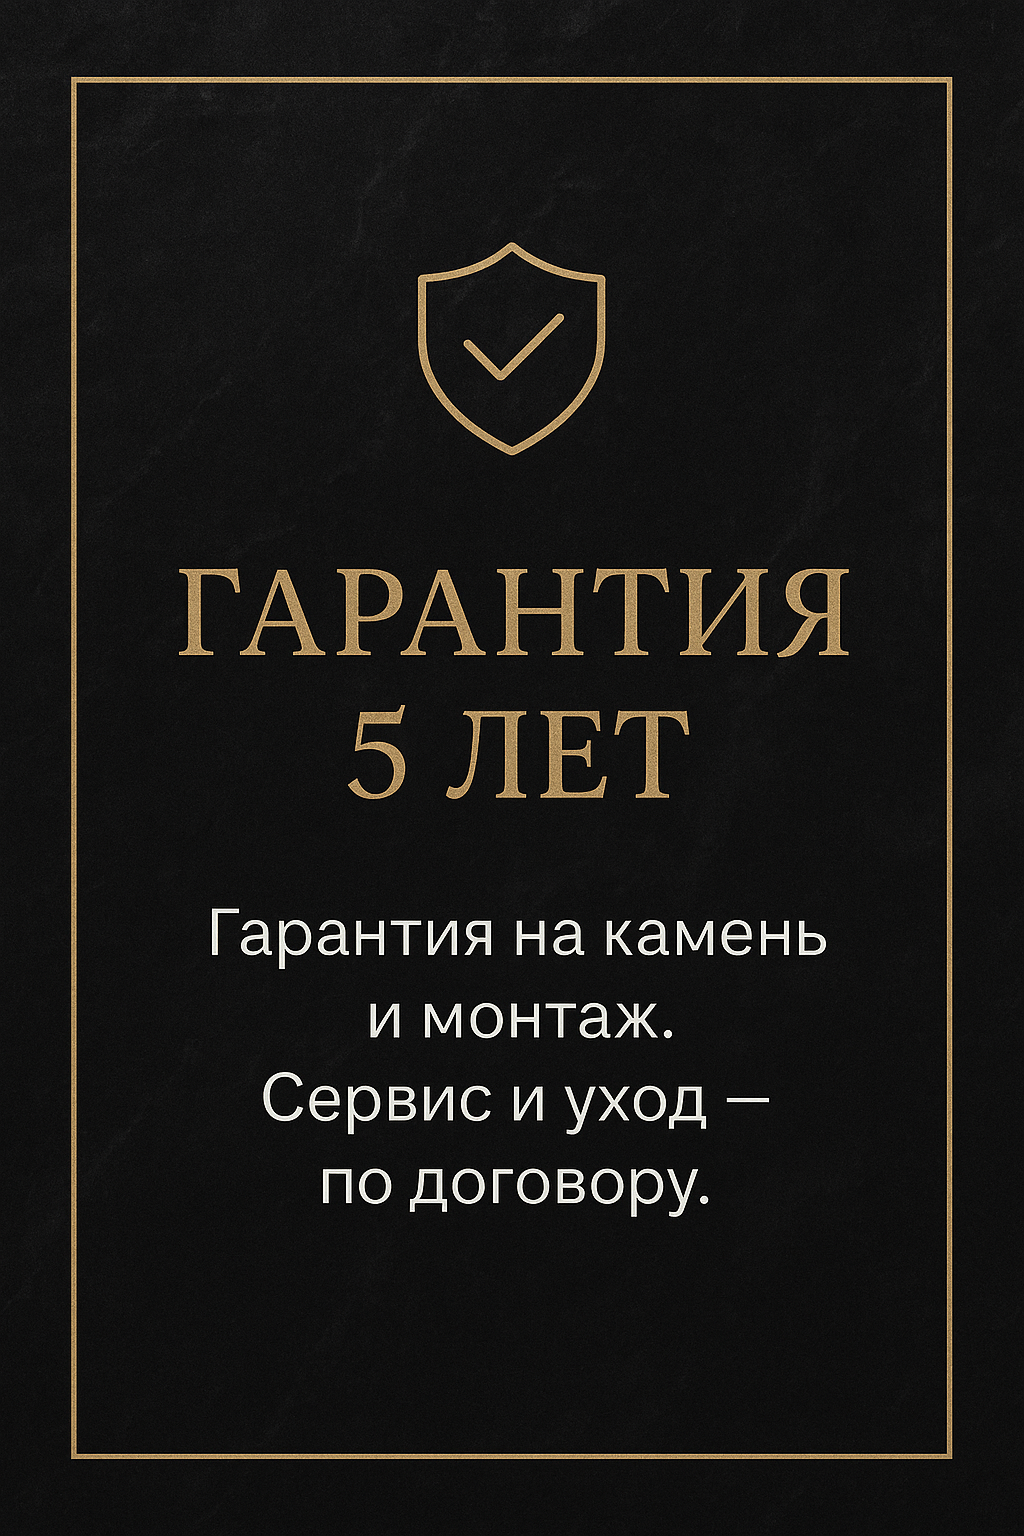 ГАРАНТИЯ
5 ЛЕТ
Гарантия на камень
и монтаж.
Сервис и уход —
по договору.